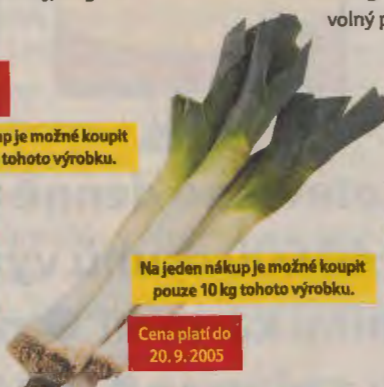 volný p
p je možné koupit
tohoto výrobku.
Na jeden nákup je možné koupit
pouze 10 kg tohoto výrobku.
Cena platí do
20. 9. 2005